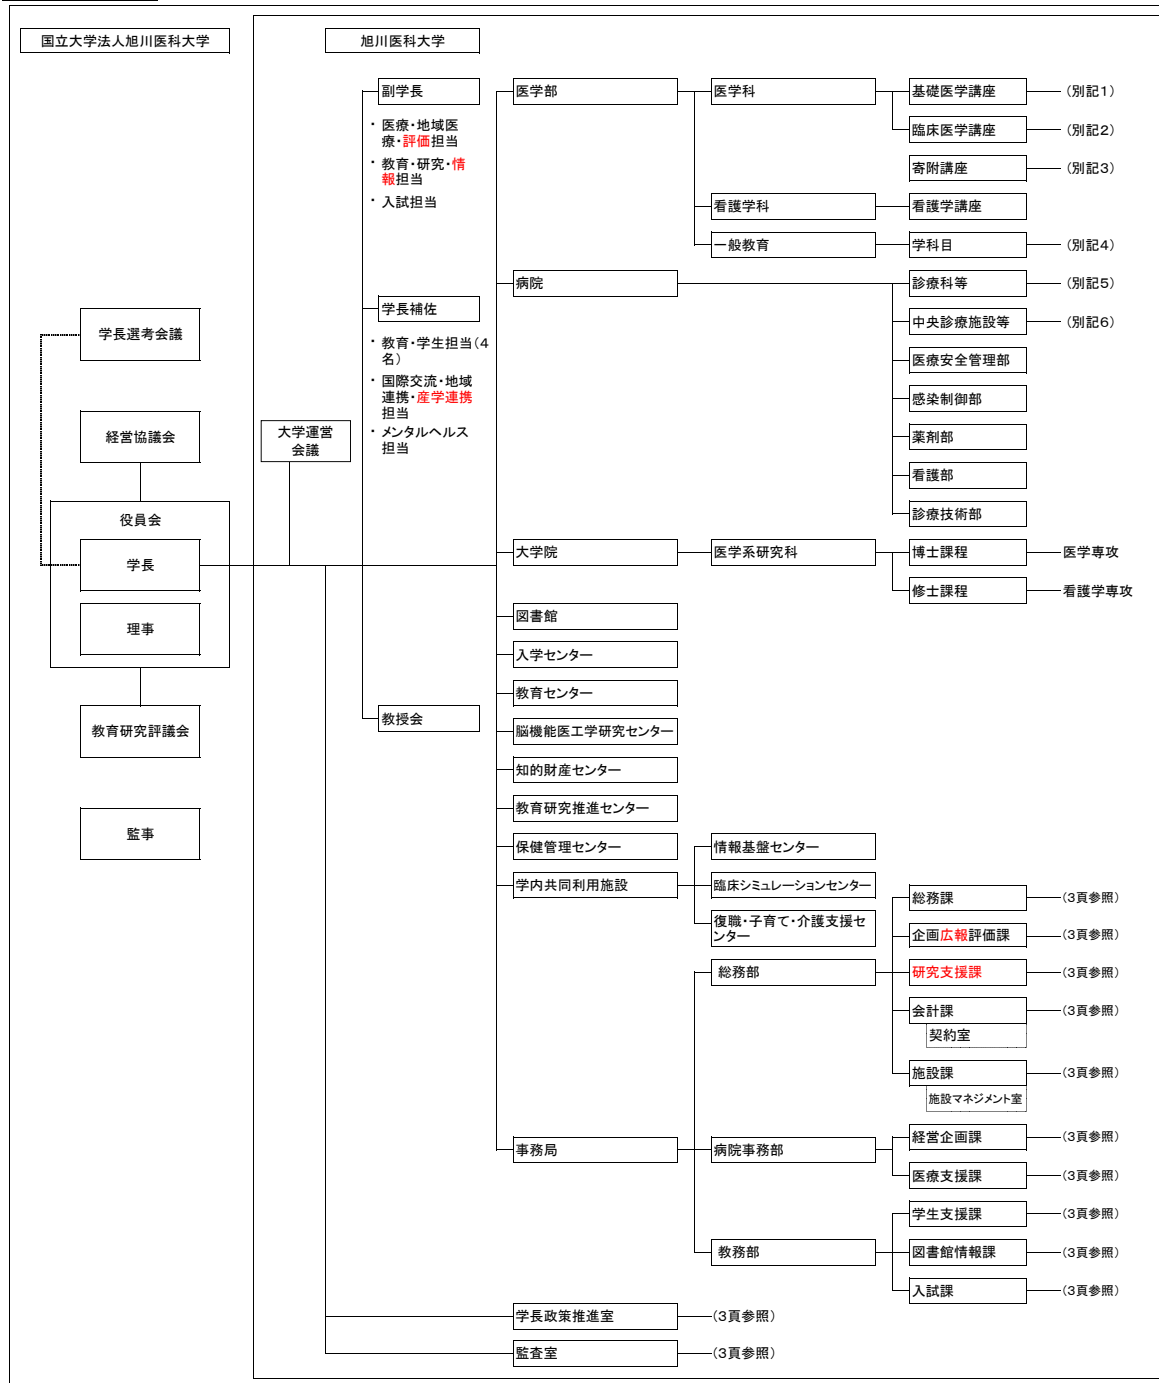 国立大学法人旭川医科大学
旭川医科大学
副学長
・ 医療・地域医
療・評価担当
・ 教育・研究・情
報担当
・ 入試担当
学長補佐
・ 教育・学生担当(4
名)
・ 国際交流・地域
連携・産学連携
担当
・ メンタルヘルス
担当
教授会
学長選考会議
経営協議会
役員会
学長
理事
教育研究評議会
監事
大学運営
会議
医学部
医学科
基礎医学講座
(別記1)
臨床医学講座
(別記2)
寄附講座
(別記3)
看護学科
看護学講座
一般教育
学科目
(別記4)
病院
診療科等
(別記5)
中央診療施設等
(別記6)
医療安全管理部
感染制御部
薬剤部
看護部
診療技術部
大学院
医学系研究科
博士課程
医学専攻
修士課程
看護学専攻
図書館
入学センター
教育センター
脳機能医工学研究センター
知的財産センター
教育研究推進センター
保健管理センター
学内共同利用施設
情報基盤センター
臨床シミュレーションセンター
復職・子育て・介護支援セ
ンター
事務局
総務部
総務課
(3頁参照)
企画広報評価課
(3頁参照)
研究支援課
(3頁参照)
会計課
(3頁参照)
契約室
施設課
(3頁参照)
施設マネジメント室
病院事務部
経営企画課
(3頁参照)
医療支援課
(3頁参照)
教務部
学生支援課
(3頁参照)
図書館情報課
(3頁参照)
入試課
(3頁参照)
学長政策推進室
(3頁参照)
監査室
(3頁参照)